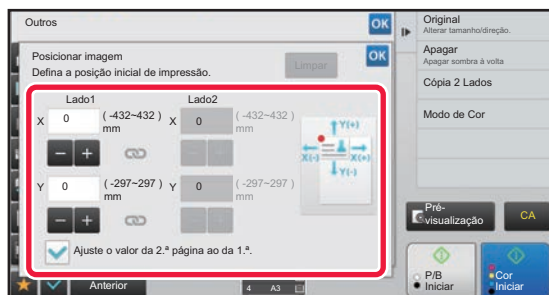 Outros
OK
Posicionar imagem
Defina a posição inicial de impressão.
Limpar
OK
Lado1
Lado2
X
0
(-432~432)
mm
X
0
(-432~432)
mm
Y(+)
X(-)
X(+)
Y(-)
Y
0
(-297~297)
mm
Y
0
(-297~297)
mm
Ajuste o valor da 2.ª página ao da 1.ª.
Anterior
4 A3
Original
Alterar tamanho/direção.
Apagar
Apagar sombra à volta
Cópia 2 Lados
Modo de Cor
Pré-
visualização
CA
P/B
Iniciar
Cor
Iniciar